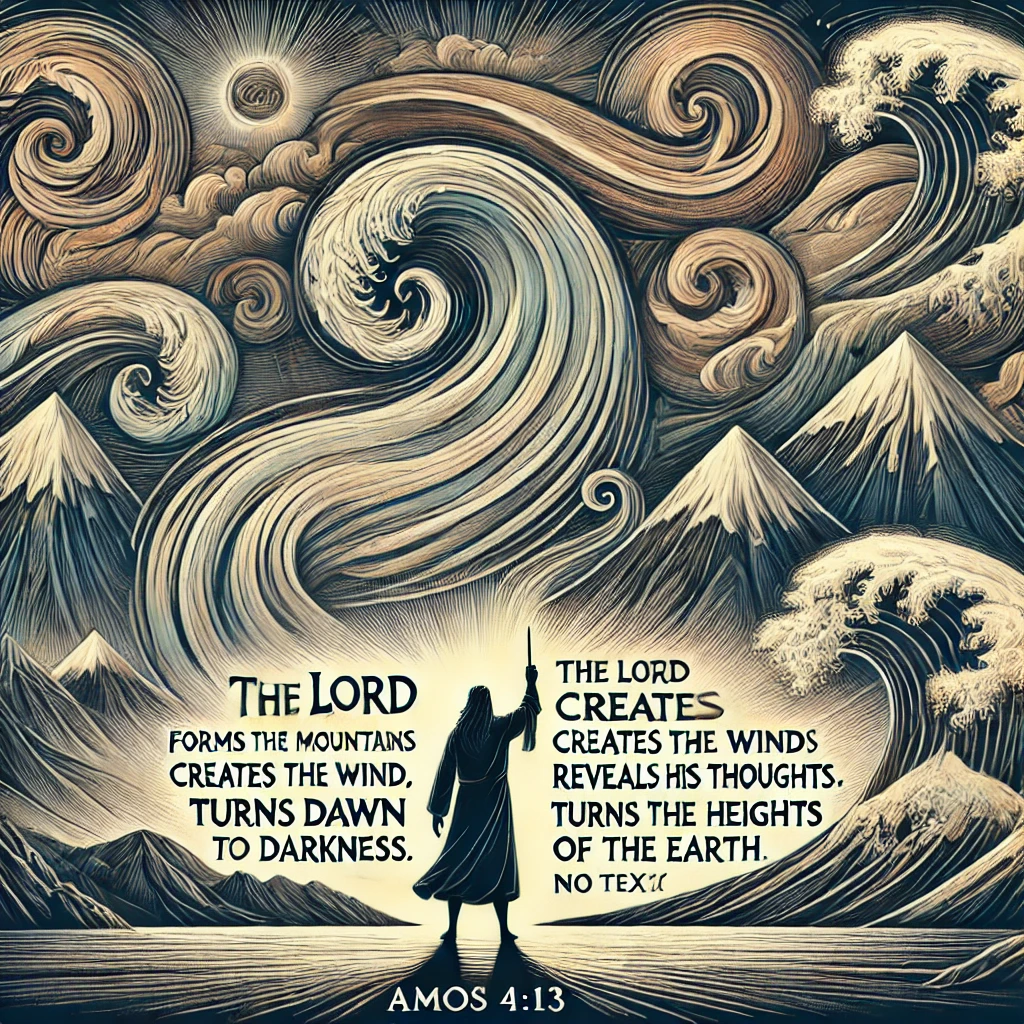 THE LORD
FORMS THE MOUNTAINS
CREATES THE WIND,
TURNS DAWN
TO DARKNESS.
THE LORD
CREATES
CREATES THE WINDS
REVEALS HIS THOUGHTS.
TURNS THE HEIGHTS
OF THE EARTH.
NO
AMOS 4:13